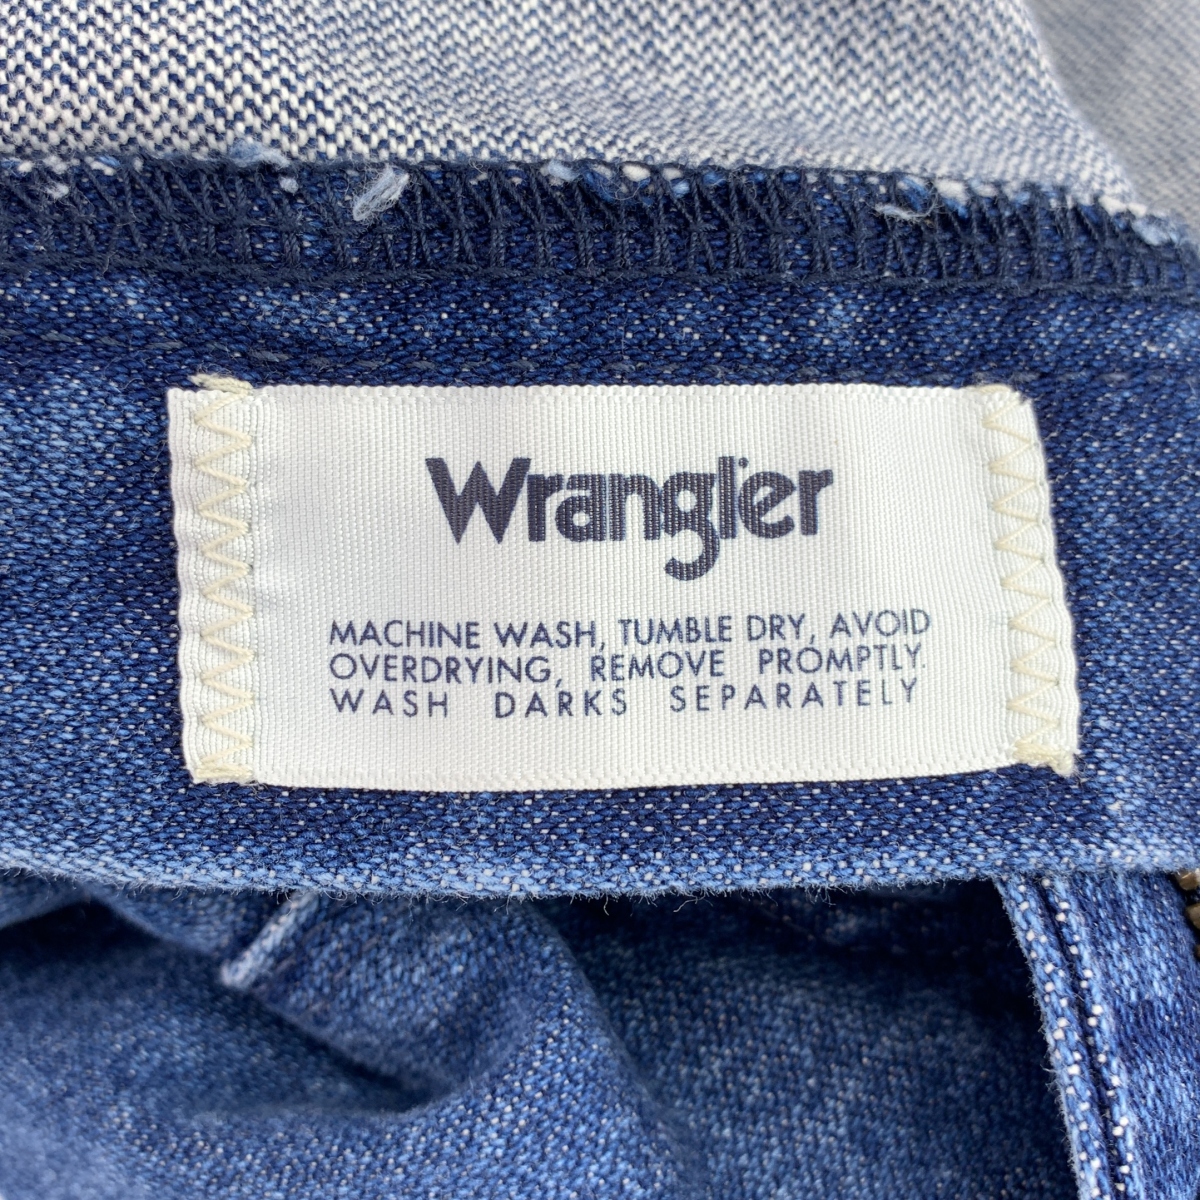 Wrangler
MACHINE WASH, TUMBLE DRY, AVOID
OVERDRYING, REMOVE PROMPTLY.
WASH DARKS SEPARATELY